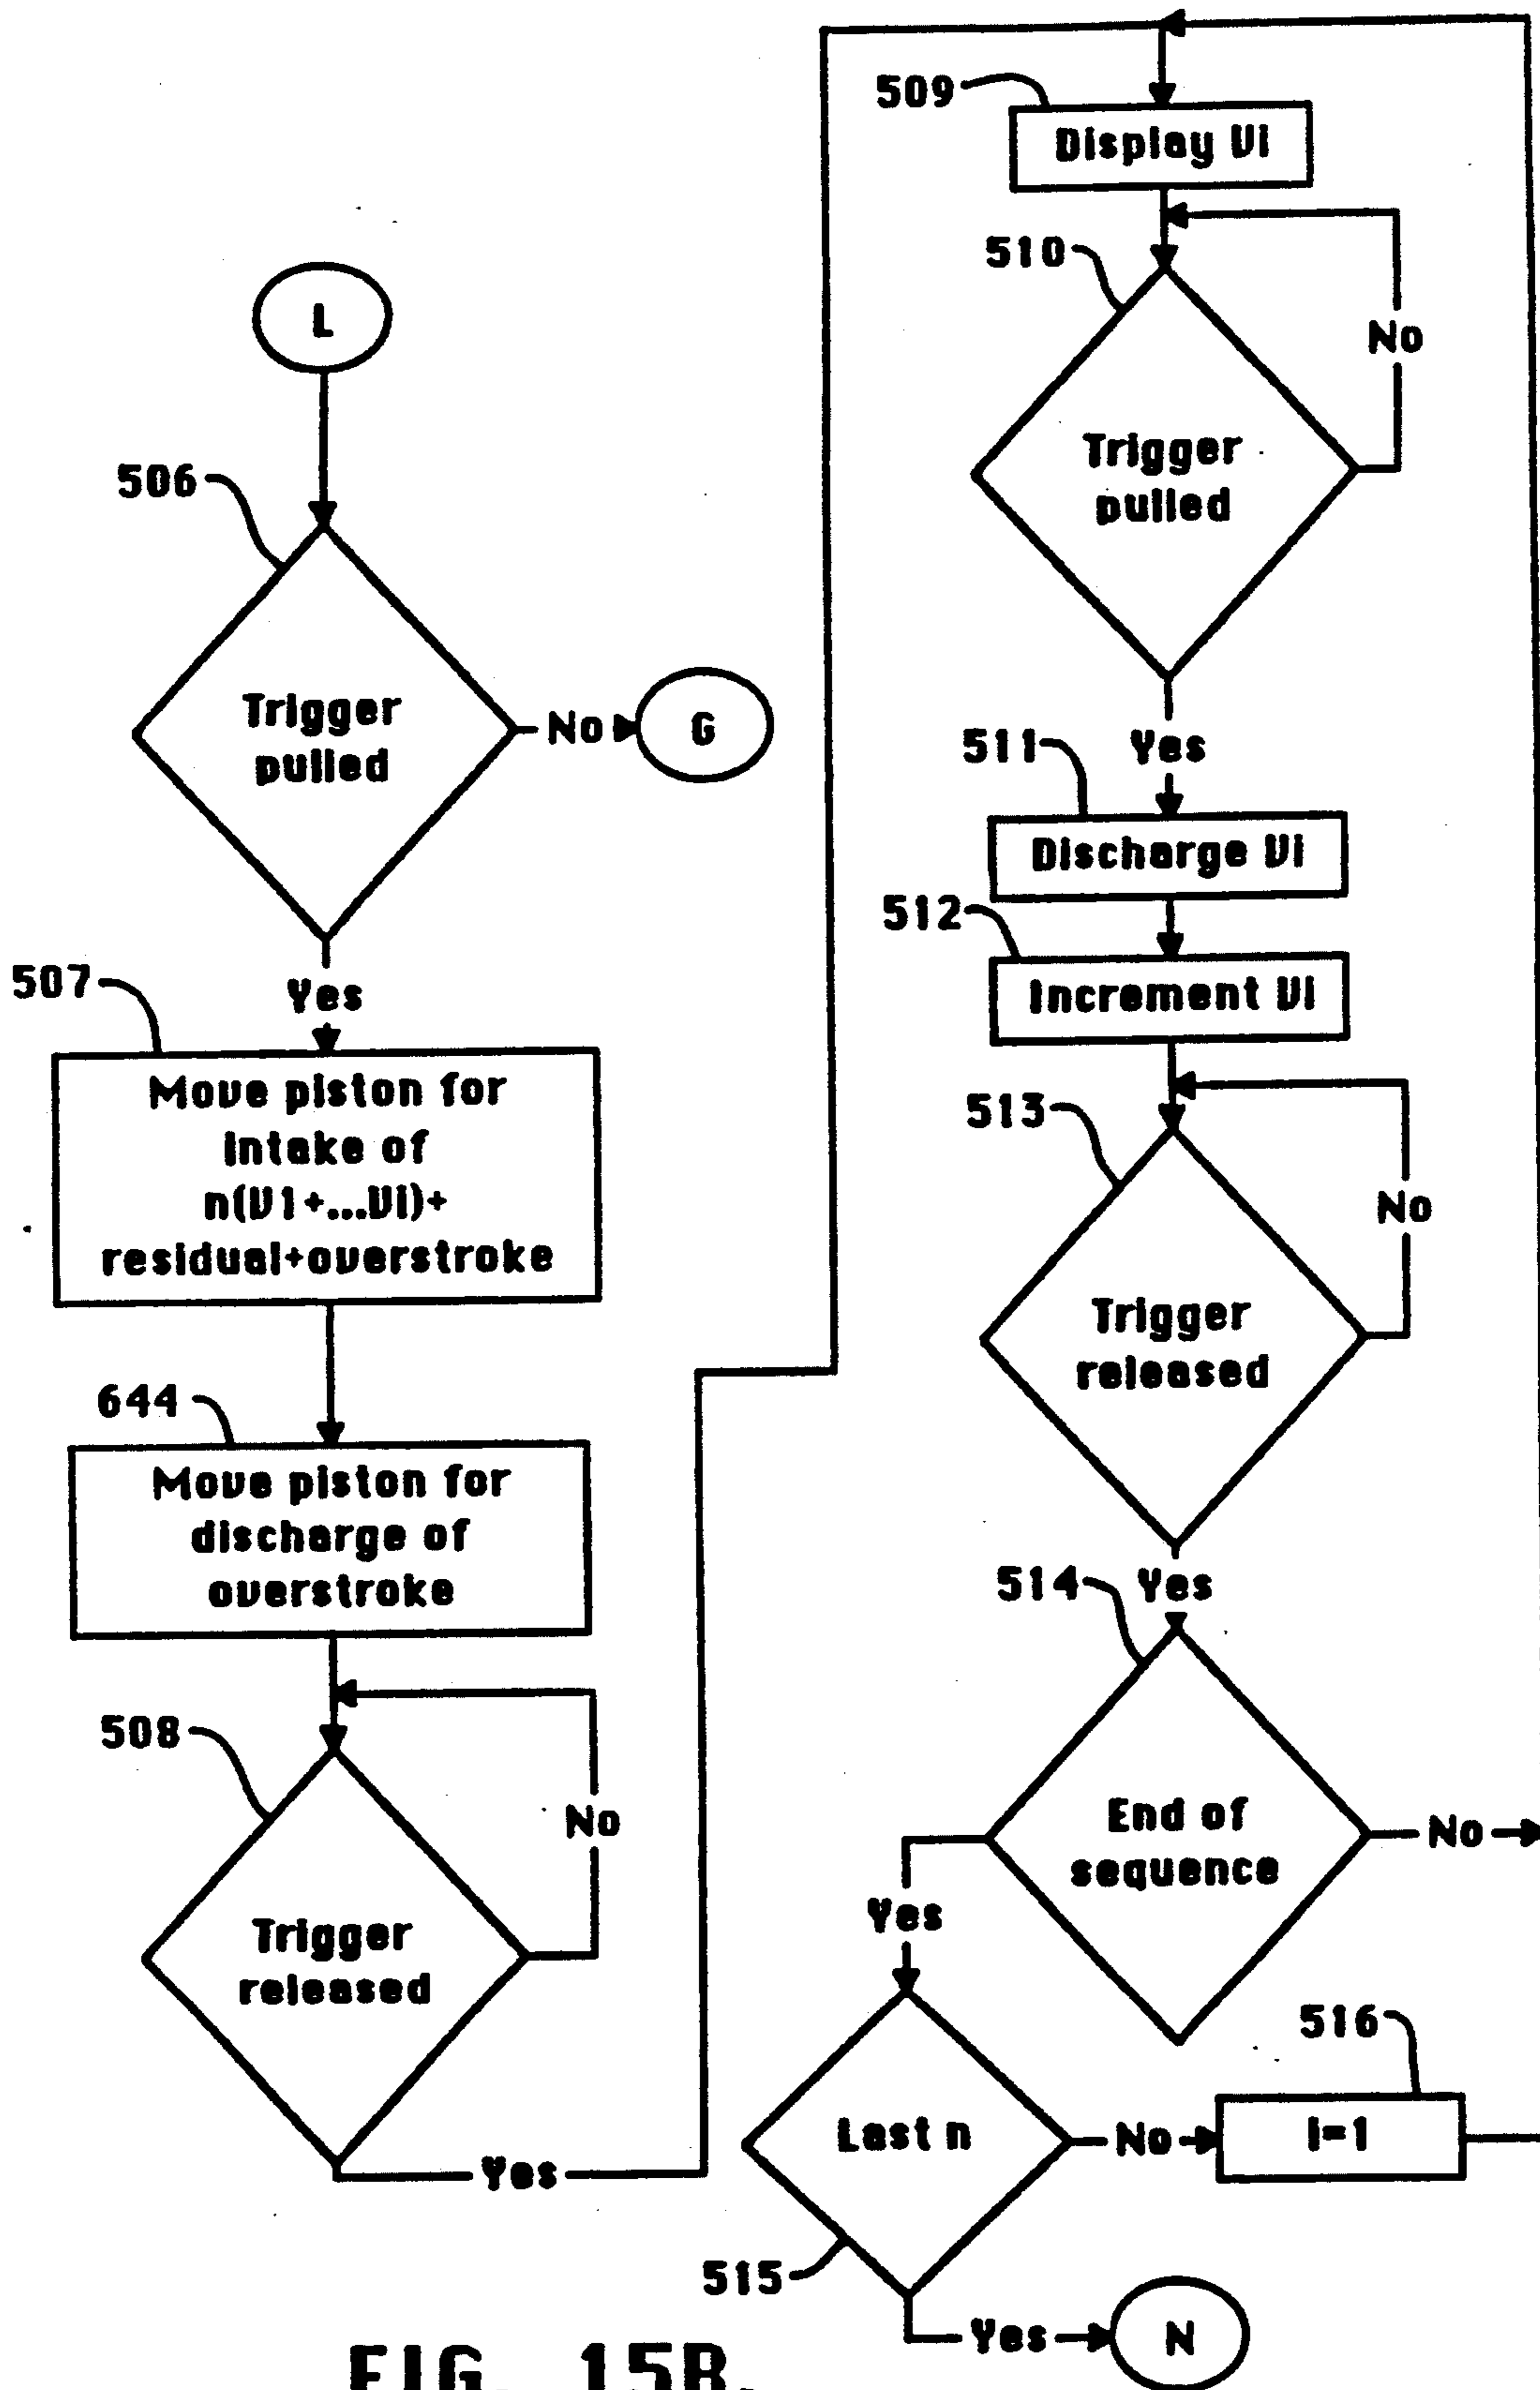 L
506
Trigger
pulled
No
G
Yes
507
Move piston for
intake of
n(V1+...Vi)+
residual+overstroke
644
Move piston for
discharge of
overstroke
508
No
Trigger
released
Yes
509
Display Vi
510
No
Trigger
pulled
511
Yes
Discharge Vi
512
Increment Vi
513
No
Trigger
released
514
Yes
End of
sequence
No
Yes
516
Last n
No
i=1
515
Yes
N
FIG. 15B.